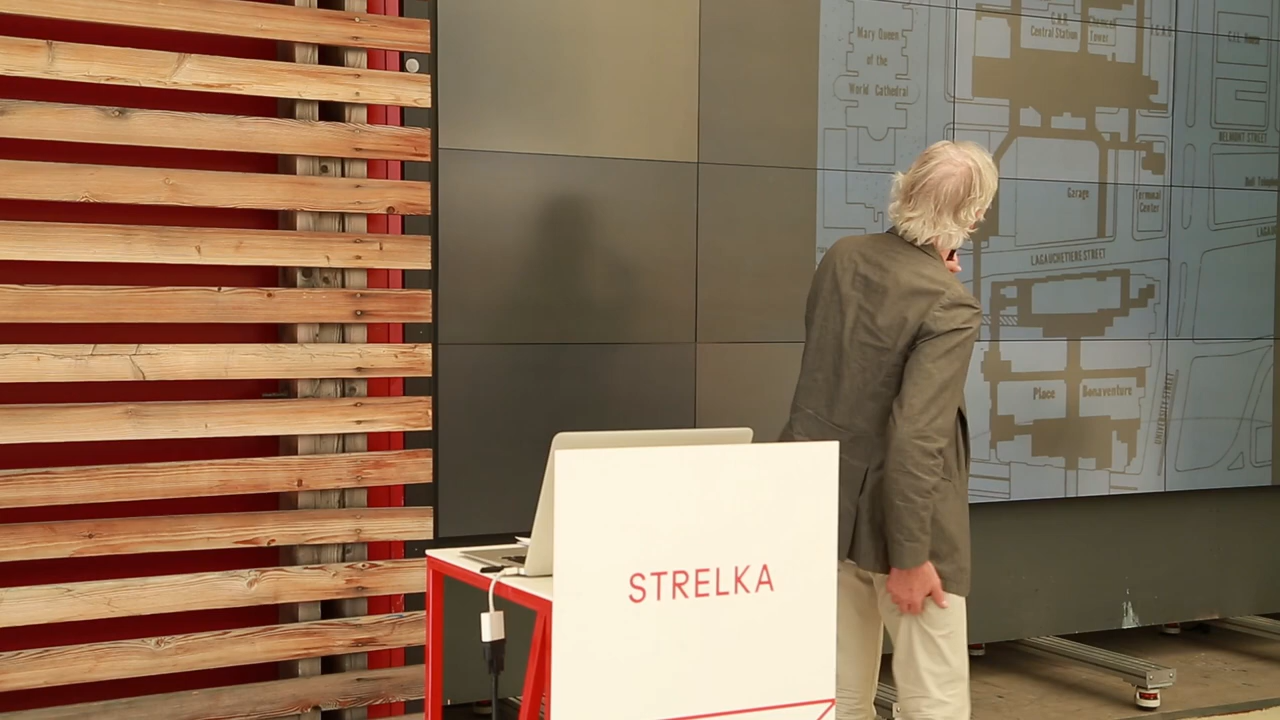 Mary Queen
of the
World Cathedral
C.N.R.
Central Station
Terminal
Center
Garage
BELMONT STREET
LAGAUCHETIERE STREET
Place Bonaventure
UNIVERSITY STREET
STRELKA